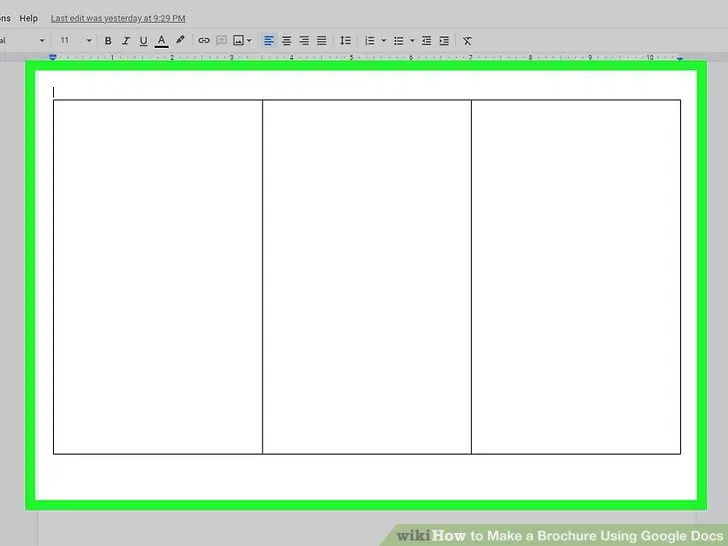 ons Help Last edit was yesterday at 9:29 PM
al 11 B I U A
1 2 3 4 5 6 7 8 9 10
wikiHow to Make a Brochure Using Google Docs